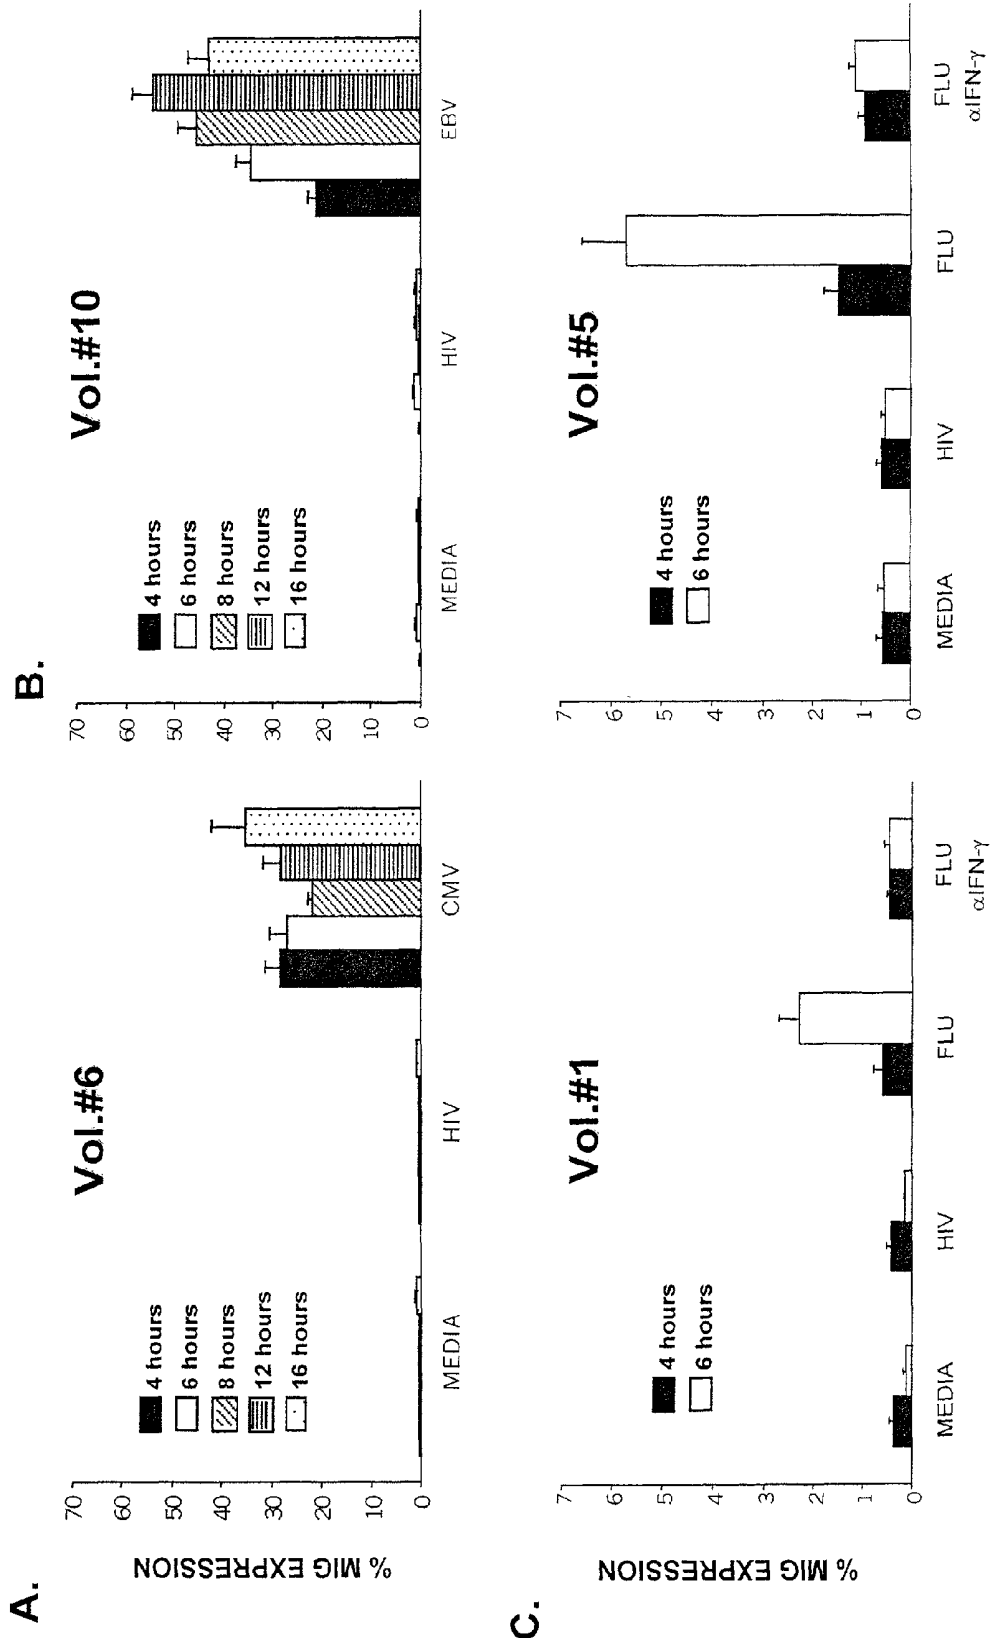 A.
Vol.#6
% MIG EXPRESSION
70
60
50
40
30
20
10
0
4 hours
6 hours
8 hours
12 hours
16 hours
MEDIA
HIV
CMV
B.
Vol.#10
70
60
50
40
30
20
10
0
4 hours
6 hours
8 hours
12 hours
16 hours
MEDIA
HIV
EBV
C.
Vol.#1
% MIG EXPRESSION
7
6
5
4
3
2
1
0
4 hours
6 hours
MEDIA
HIV
FLU
FLU
αIFN-γ
Vol.#5
7
6
5
4
3
2
1
0
4 hours
6 hours
MEDIA
HIV
FLU
FLU
αIFN-γ